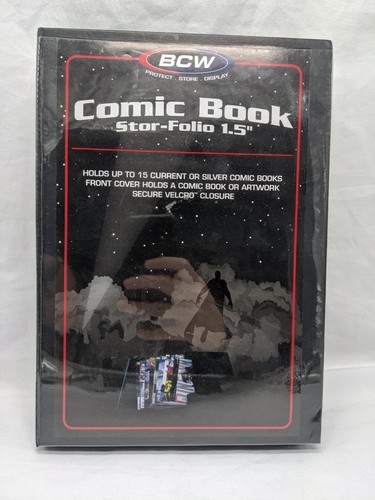 BCW
PROTECT . STORE . DISPLAY
Comic Book
Stor-Folio 1.5"
HOLDS UP TO 15 CURRENT OR SILVER COMIC BOOKS
FRONT COVER HOLDS A COMIC BOOK OR ARTWORK
SECURE VELCRO™ CLOSURE